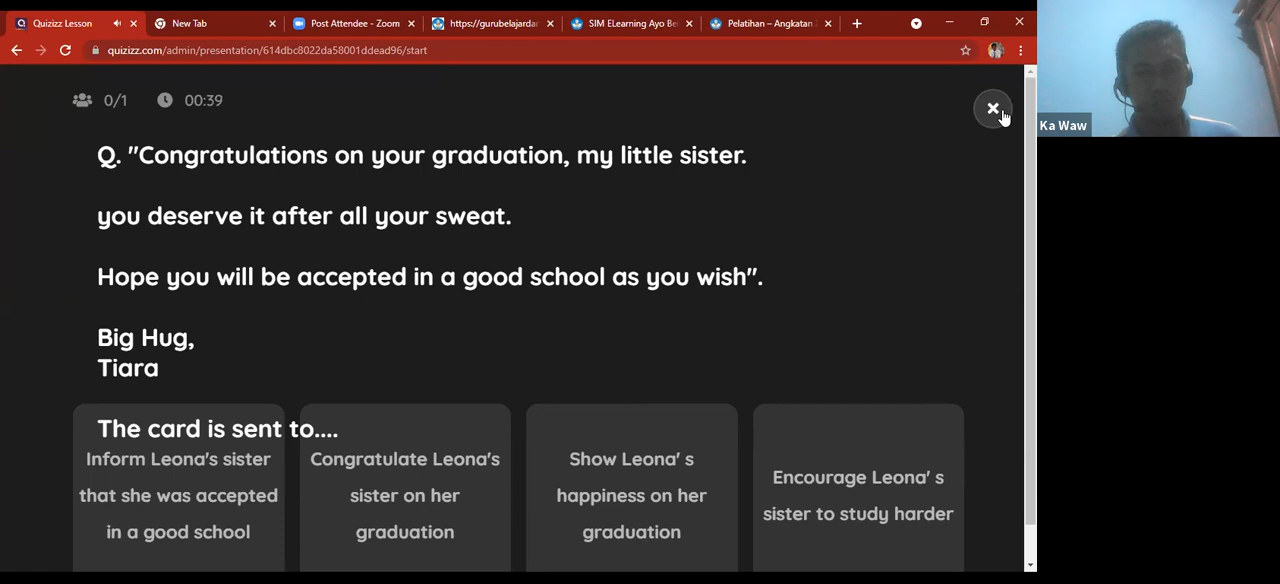 Quizizz Lesson
New Tab
Post Attendee - Zoom
https://gurubelajardan
SIM ELearning Ayo Be
Pelatihan – Angkatan
quizizz.com/admin/presentation/614dbc8022da58001ddead96/start
0/1 00:39
Ka Waw
Q. "Congratulations on your graduation, my little sister.
you deserve it after all your sweat.
Hope you will be accepted in a good school as you wish".
Big Hug,
Tiara
The card is sent to....
Inform Leona's sister
that she was accepted
in a good school
Congratulate Leona's
sister on her
graduation
Show Leona' s
happiness on her
graduation
Encourage Leona' s
sister to study harder